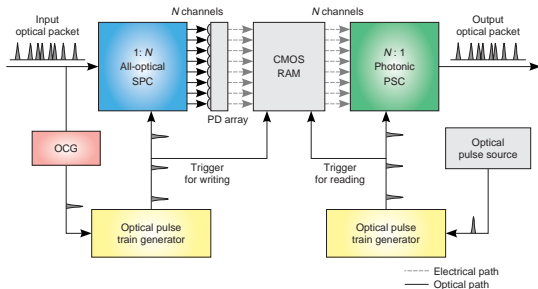 Input
optical packet
N channels
N channels
Output
optical packet
1: N
All-optical
SPC
CMOS
RAM
N : 1
Photonic
PSC
PD array
OCG
Trigger
for writing
Trigger
for reading
Optical
pulse source
Optical pulse
train generator
Optical pulse
train generator
Electrical path
Optical path